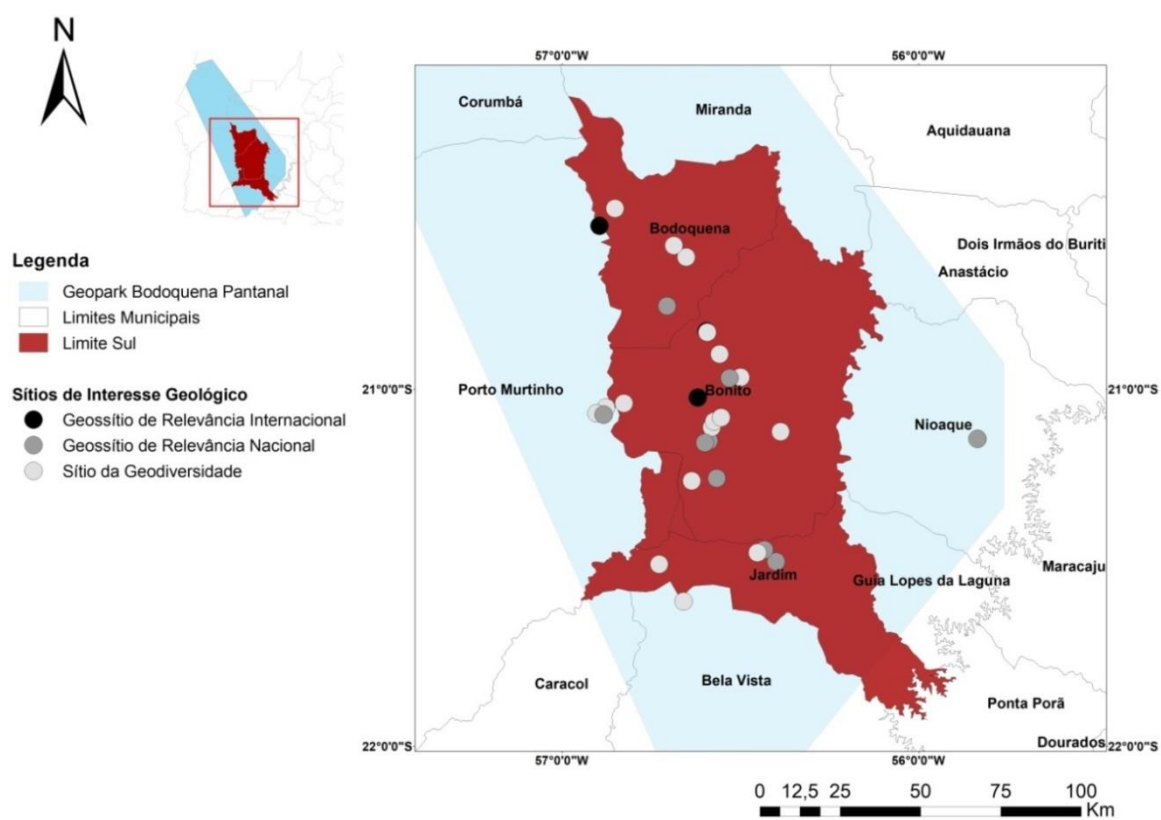 N
Legenda
Geopark Bodoquena Pantanal
Limites Municipais
Limite Sul
Sítios de Interesse Geológico
Geossítio de Relevância Internacional
Geossítio de Relevância Nacional
Sítio da Geodiversidade
57°0'0"W 56°0'0"W
Corumbá
Miranda
Aquidauana
Bodoquena
Dois Irmãos do Buriti
Anastácio
21°0'0"S 21°0'0"S
Porto Murtinho
Bonito
Nioaque
Jardim
Guia Lopes da Laguna
Maracaju
Caracol
Bela Vista
Ponta Porã
Dourados
22°0'0"S 22°0'0"S
57°0'0"W 56°0'0"W
0 12,5 25 50 75 100
Km